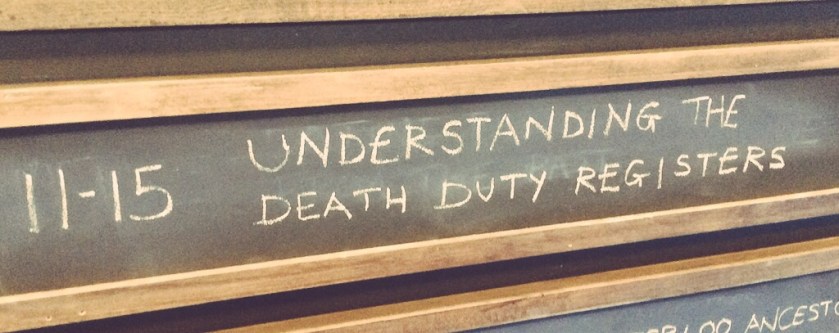 11-15
UNDERSTANDING THE
DEATH DUTY REGISTERS